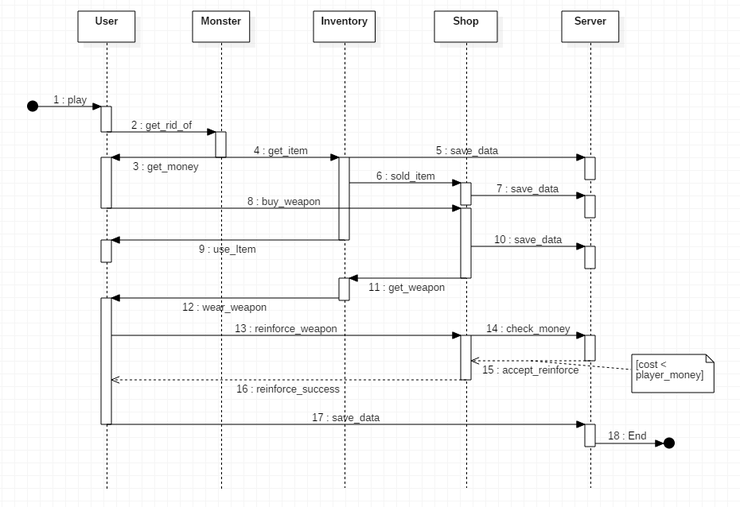 User
Monster
Inventory
Shop
Server
1 : play
2 : get_rid_of
3 : get_money
4 : get_item
5 : save_data
6 : sold_item
7 : save_data
8 : buy_weapon
9 : use_Item
10 : save_data
11 : get_weapon
12 : wear_weapon
13 : reinforce_weapon
14 : check_money
15 : accept_reinforce
[cost <
player_money]
16 : reinforce_success
17 : save_data
18 : End